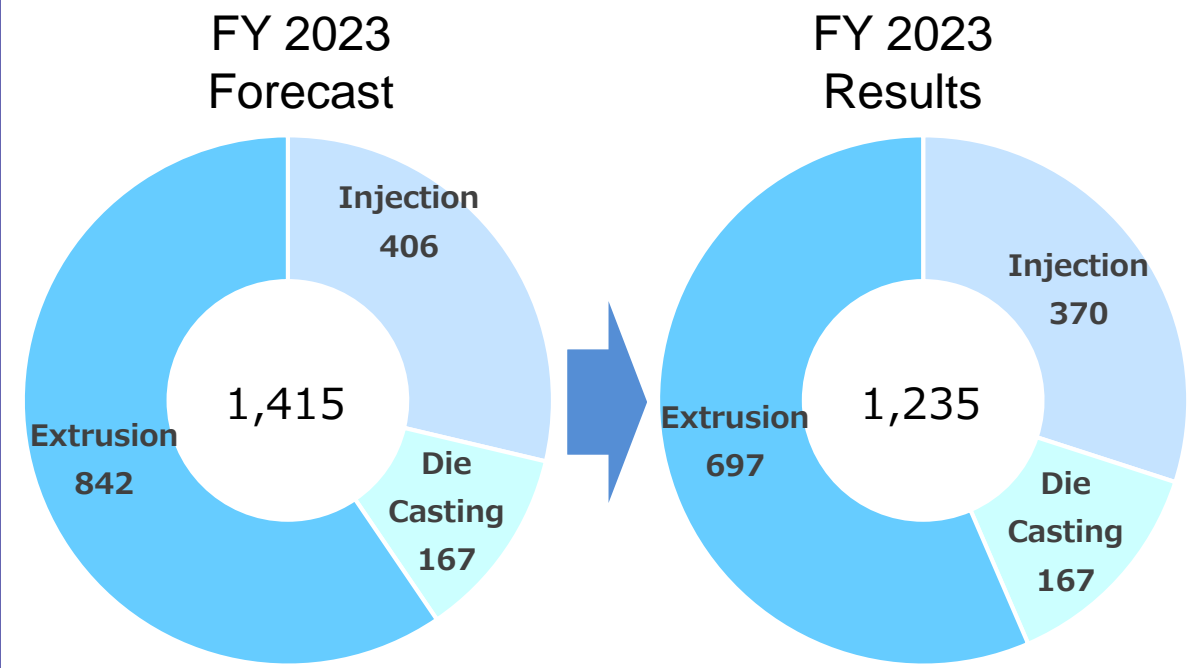 FY 2023
Forecast
Injection
406
1,415
Extrusion
842
Die
Casting
167
FY 2023
Results
Injection
370
1,235
Extrusion
697
Die
Casting
167